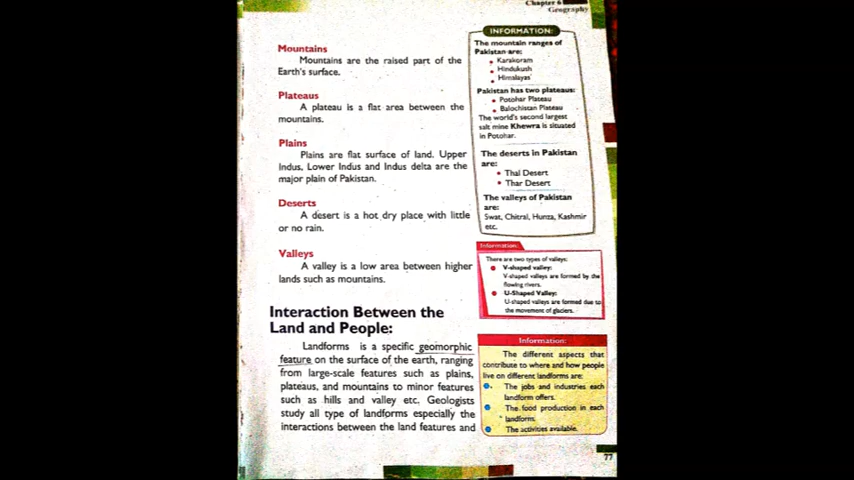 Chapter 6
Geography
Mountains
Mountains are the raised part of the
Earth's surface.
Plateaus
A plateau is a flat area between the
mountains.
Plains
Plains are flat surface of land. Upper
Indus, Lower Indus and Indus delta are the
major plain of Pakistan.
Deserts
A desert is a hot dry place with little
or no rain.
Valleys
A valley is a low area between higher
lands such as mountains.
Interaction Between the
Land and People:
Landforms is a specific geomorphic
feature on the surface of the earth, ranging
from large-scale features such as plains,
plateaus, and mountains to minor features
such as hills and valley etc. Geologists
study all type of landforms especially the
interactions between the land features and
INFORMATION:
The mountain ranges of
Pakistan are:
Karakoram
Hindukush
Himalayas
Pakistan has two plateaus:
Potohar Plateau
Balochistan Plateau
The world's second largest
salt mine Khewra is situated
in Potohar.
The deserts in Pakistan
are:
Thal Desert
Thar Desert
The valleys of Pakistan
are:
Swat, Chitral, Hunza, Kashmir
etc.
Information:
There are two types of valleys:
V-shaped valley:
V-shaped valleys are formed by the
flowing rivers.
U-Shaped Valley:
U-shaped valleys are formed due to
the movement of glaciers.
Information:
The different aspects that
contribute to where and how people
live on different landforms are:
The jobs and industries each
landform offers.
The food production in each
landform.
The activities available.
77